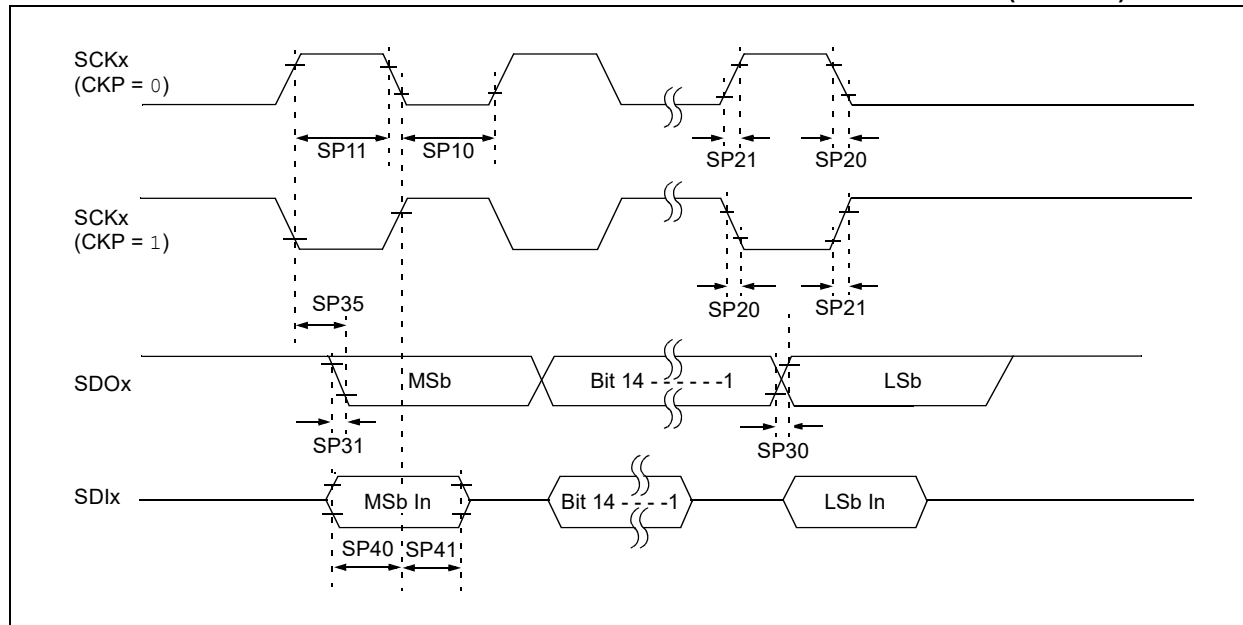 SCKx
(CKP = 0)
SP11
SP10
SP21
SP20
SCKx
(CKP = 1)
SP35
SP20
SP21
SDOx
MSb
Bit 14 - - - - - - -1
LSb
SP31
SP30
SDIx
MSb In
Bit 14 - - - - -1
LSb In
SP40
SP41